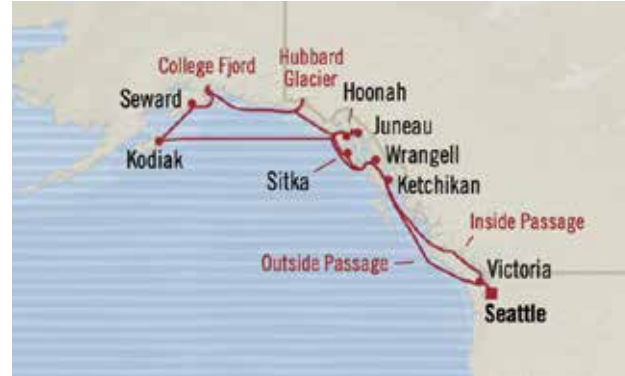 College Fjord
Hubbard
Glacier
Seward
Hoonah
Juneau
Kodiak
Wrangell
Sitka
Ketchikan
Inside Passage
Outside Passage
Victoria
Seattle